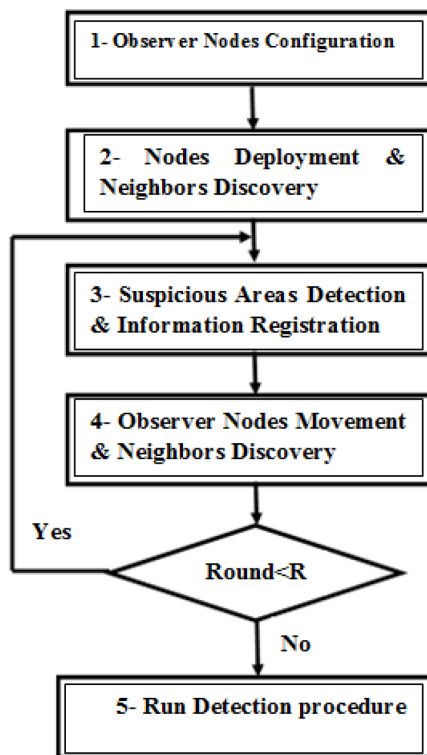 1- Observer Nodes Configuration
2- Nodes Deployment &
Neighbors Discovery
3- Suspicious Areas Detection
& Information Registration
4- Observer Nodes Movement
& Neighbors Discovery
Yes
Round<R
No
5- Run Detection procedure